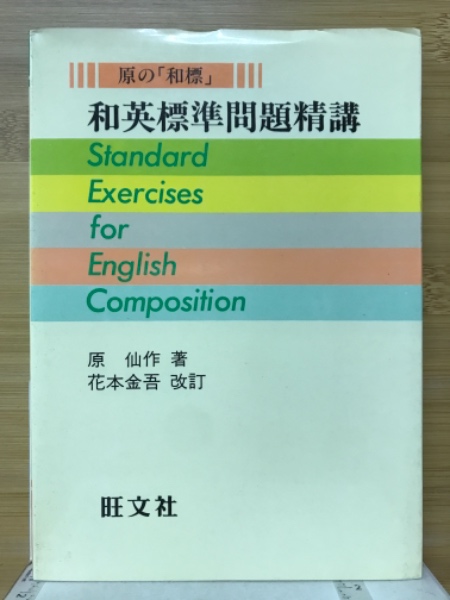 原の「和標」
和英標準問題精講
Standard
Exercises
for
English
Composition
原 仙作 著
花本金吾 改訂
旺文社